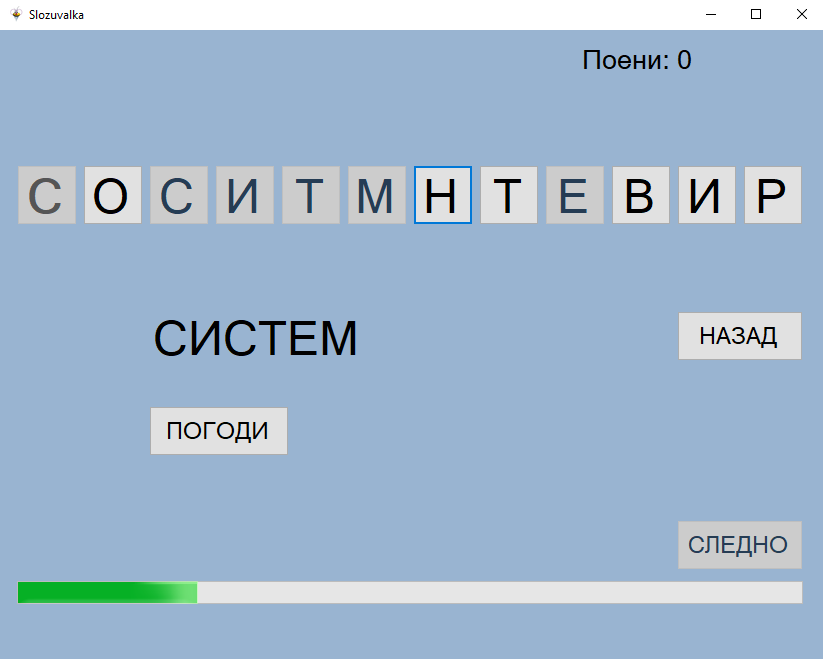 Slozuvalka
Поени: 0
С О С И Т М Н Т Е В И Р
СИСТЕМ
НАЗАД
ПОГОДИ
СЛЕДНО